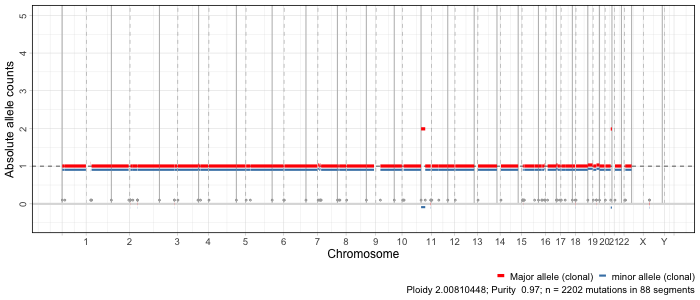 Absolute allele counts
5
4
3
2
1
0
1 2 3 4 5 6 7 8 9 10 11 12 13 14 15 16 17 18 19 20 21 22 X Y
Chromosome
Major allele (clonal) minor allele (clonal)
Ploidy 2.00810448; Purity 0.97; n = 2202 mutations in 88 segments